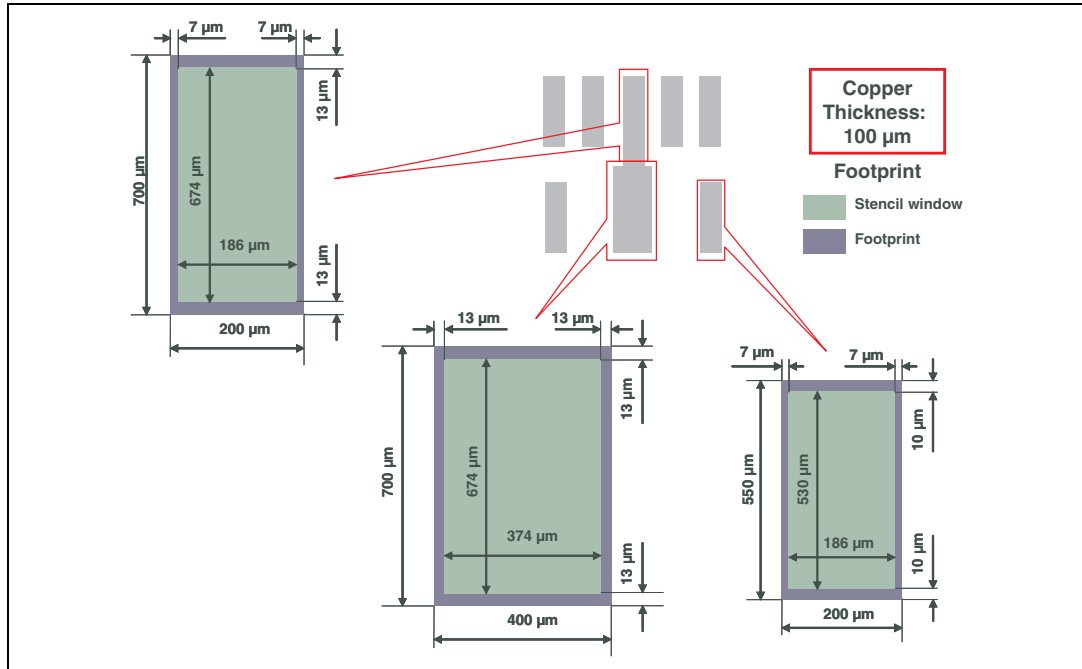 7 µm
7 µm
700 µm
674 µm
186 µm
13 µm
13 µm
200 µm
Copper
Thickness:
100 µm
Footprint
Stencil window
Footprint
13 µm
13 µm
700 µm
674 µm
374 µm
13 µm
13 µm
400 µm
7 µm
7 µm
550 µm
530 µm
186 µm
10 µm
10 µm
200 µm